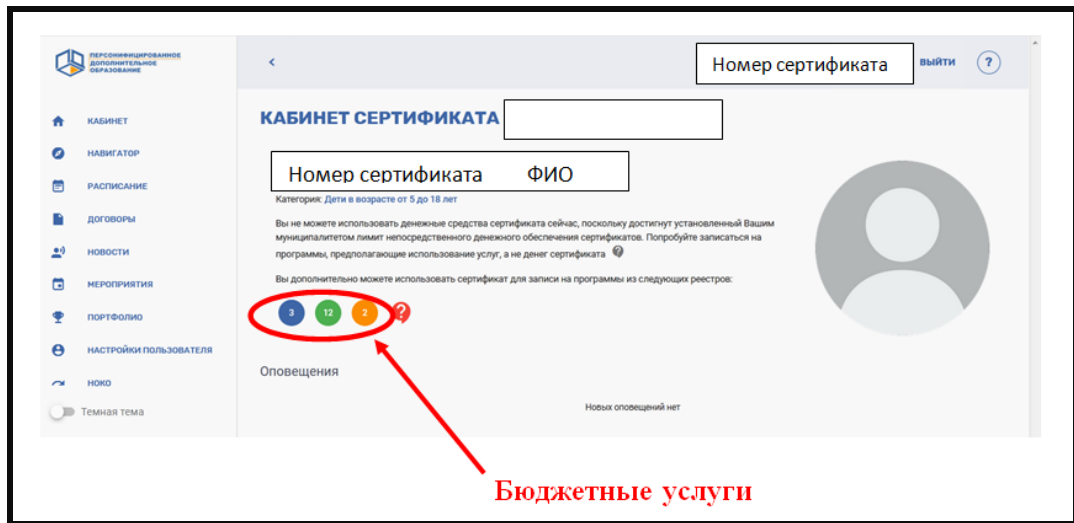 ПЕРСОНИФИЦИРОВАННОЕ
ДОПОЛНИТЕЛЬНОЕ
ОБРАЗОВАНИЕ
Номер сертификата
ВЫЙТИ
?
КАБИНЕТ
НАВИГАТОР
РАСПИСАНИЕ
ДОГОВОРЫ
НОВОСТИ
МЕРОПРИЯТИЯ
ПОРТФОЛИО
НАСТРОЙКИ ПОЛЬЗОВАТЕЛЯ
НОКО
Темная тема
КАБИНЕТ СЕРТИФИКАТА
Номер сертификата ФИО
Категория: Дети в возрасте от 5 до 18 лет
Вы не можете использовать денежные средства сертификата сейчас, поскольку достигнут установленный Вашим
муниципалитетом лимит непосредственного денежного обеспечения сертификатов. Попробуйте записаться на
программы, предполагающие использование услуг, а не денег сертификата ?
Вы дополнительно можете использовать сертификат для записи на программы из следующих реестров:
3 12 2 ?
Оповещения
Новых оповещений нет
Бюджетные услуги